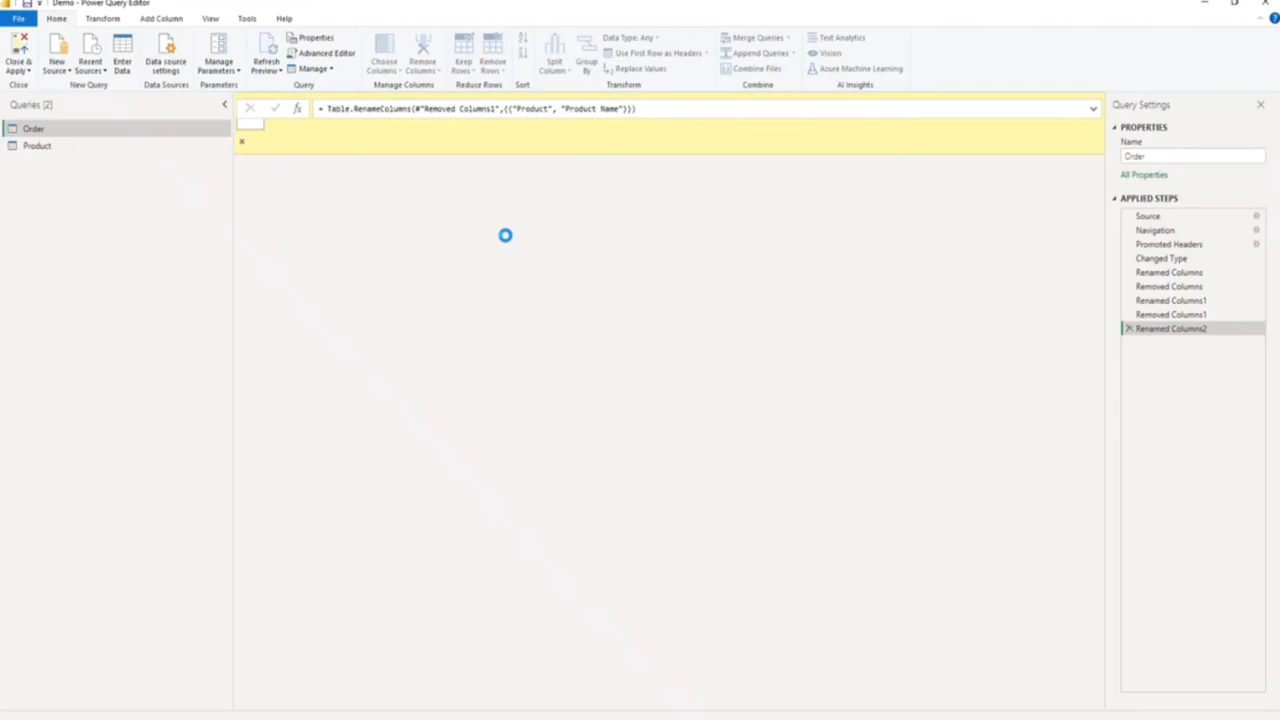 Demo - Power Query Editor
File Home Transform Add Column View Tools Help
Close & Apply
New Source
Recent Sources
Enter Data
Data source settings
Manage Parameters
Refresh Preview
Properties
Advanced Editor
Manage
Choose Columns
Remove Columns
Keep Rows
Remove Rows
Split Column
Group By
Data Type: Any
Use First Row as Headers
Replace Values
Merge Queries
Append Queries
Combine Files
Text Analytics
Vision
Azure Machine Learning
Close
New Query
Data Sources
Parameters
Query
Manage Columns
Reduce Rows
Sort
Transform
Combine
AI Insights
Queries [2]
Order
Product
fx
= Table.RenameColumns(#"Removed Columns1",{{"Product", "Product Name"}})
Query Settings
PROPERTIES
Name
Order
All Properties
APPLIED STEPS
Source
Navigation
Promoted Headers
Changed Type
Renamed Columns
Removed Columns
Renamed Columns1
Removed Columns1
Renamed Columns2